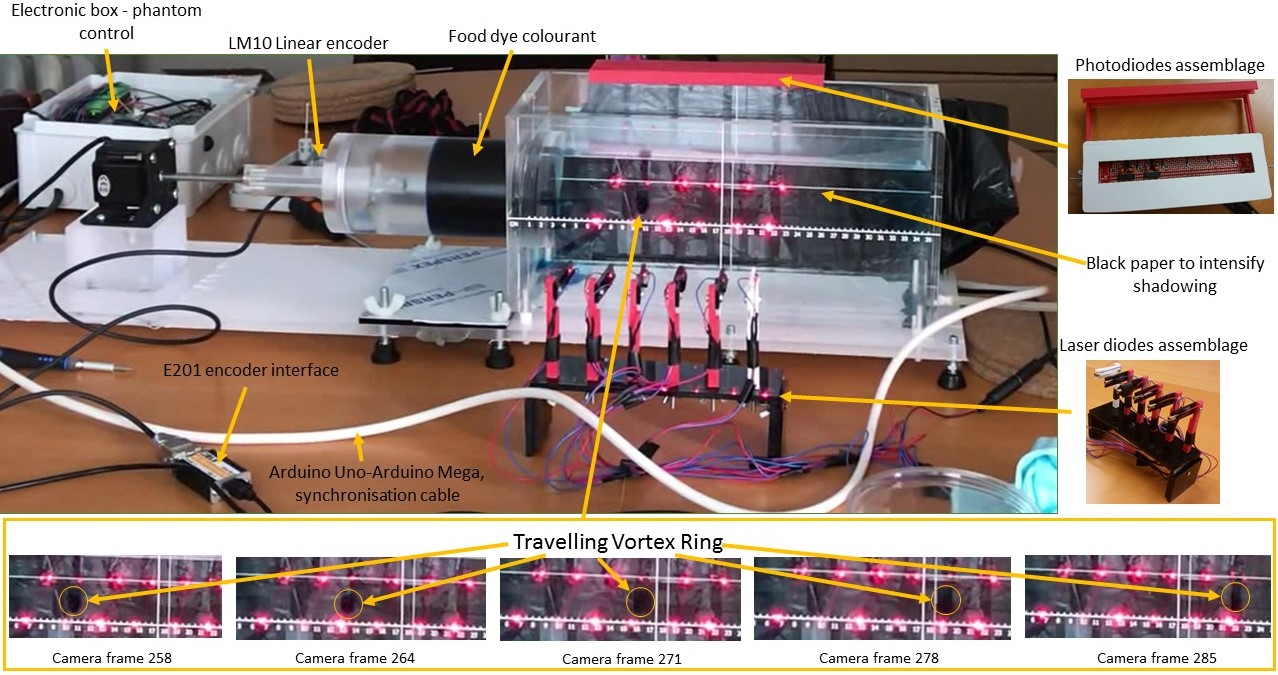 Electronic box - phantom
control
LM10 Linear encoder
Food dye colourant
Photodiodes assemblage
Black paper to intensify
shadowing
Laser diodes assemblage
E201 encoder interface
Arduino Uno-Arduino Mega,
synchronisation cable
PERSPEX
Travelling Vortex Ring
Camera frame 258
Camera frame 264
Camera frame 271
Camera frame 278
Camera frame 285